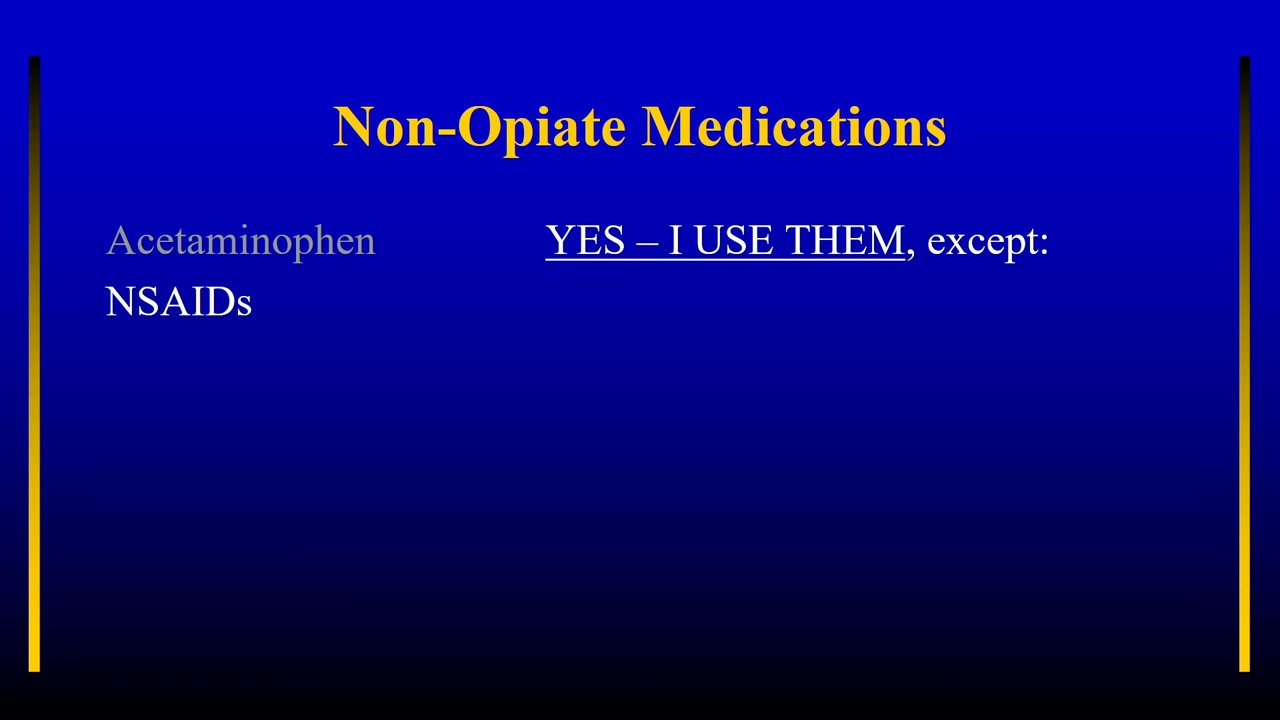 Non-Opiate Medications
Acetaminophen YES – I USE THEM, except:
NSAIDs